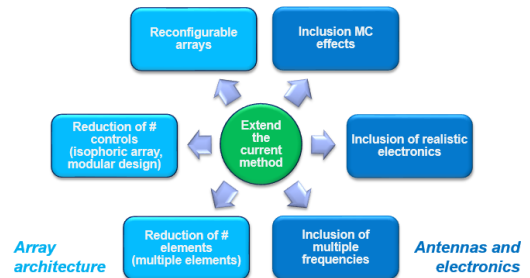 Reconfigurable
arrays
Inclusion MC
effects
Reduction of #
controls
(isophoric array,
modular design)
Extend
the
current
method
Inclusion of realistic
electronics
Reduction of #
elements
(multiple elements)
Inclusion of
multiple
frequencies
Array
architecture
Antennas and
electronics